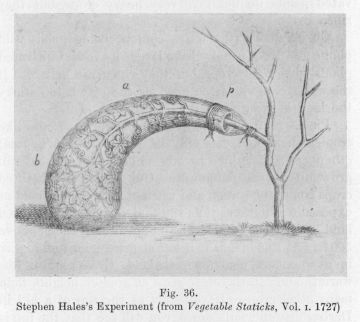 a
p
b
Fig. 36.
Stephen Hales's Experiment (from Vegetable Staticks, Vol. I. 1727)